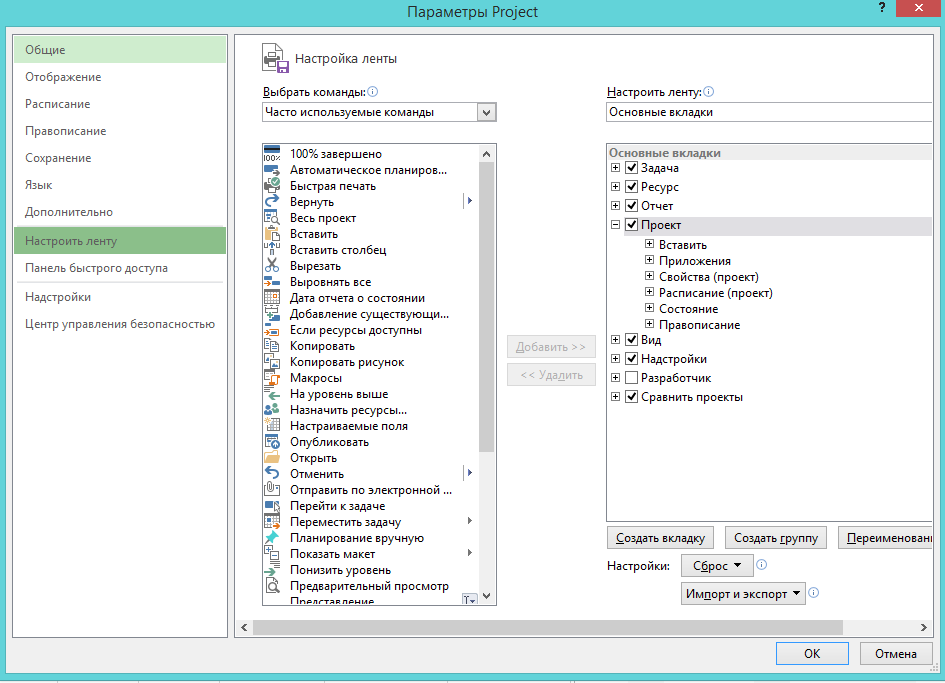 Параметры Project
?
Общие
Отображение
Расписание
Правописание
Сохранение
Язык
Дополнительно
Настроить ленту
Панель быстрого доступа
Надстройки
Центр управления безопасностью
Настройка ленты
Выбрать команды:
Часто используемые команды
100% завершено
Автоматическое планиров...
Быстрая печать
Вернуть
Весь проект
Вставить
Вставить столбец
Вырезать
Выровнять все
Дата отчета о состоянии
Добавление существующи...
Если ресурсы доступны
Копировать
Копировать рисунок
Макросы
На уровень выше
Назначить ресурсы...
Настраиваемые поля
Опубликовать
Открыть
Отменить
Отправить по электронной ...
Перейти к задаче
Переместить задачу
Планирование вручную
Показать макет
Понизить уровень
Предварительный просмотр
Представление
Добавить >>
<< Удалить
Настроить ленту:
Основные вкладки
Основные вкладки
Задача
Ресурс
Отчет
Проект
Вставить
Приложения
Свойства (проект)
Расписание (проект)
Состояние
Правописание
Вид
Надстройки
Разработчик
Сравнить проекты
Создать вкладку
Создать группу
Переименован
Настройки:
Сброс
Импорт и экспорт
ОК
Отмена